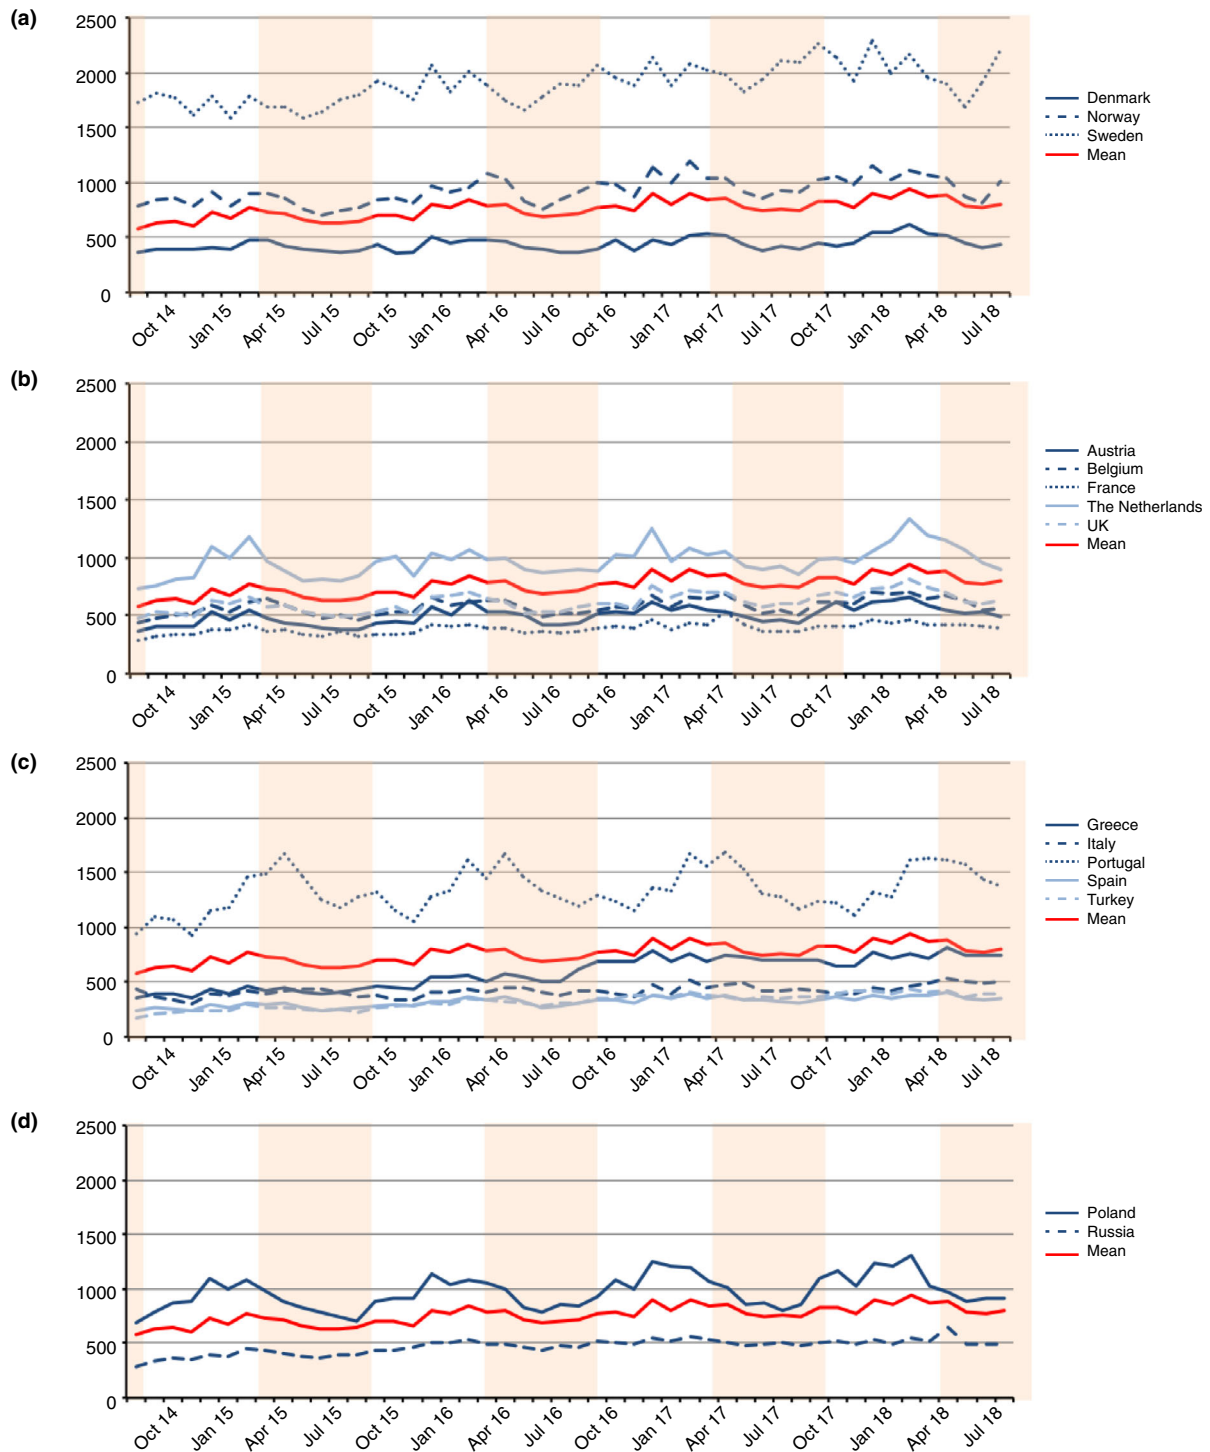 (a)
2500
2000
1500
1000
500
0
Oct 14
Jan 15
Apr 15
Jul 15
Oct 15
Jan 16
Apr 16
Jul 16
Oct 16
Jan 17
Apr 17
Jul 17
Oct 17
Jan 18
Apr 18
Jul 18
Denmark
Norway
Sweden
Mean
(b)
2500
2000
1500
1000
500
0
Oct 14
Jan 15
Apr 15
Jul 15
Oct 15
Jan 16
Apr 16
Jul 16
Oct 16
Jan 17
Apr 17
Jul 17
Oct 17
Jan 18
Apr 18
Jul 18
Austria
Belgium
France
The Netherlands
UK
Mean
(c)
2500
2000
1500
1000
500
0
Oct 14
Jan 15
Apr 15
Jul 15
Oct 15
Jan 16
Apr 16
Jul 16
Oct 16
Jan 17
Apr 17
Jul 17
Oct 17
Jan 18
Apr 18
Jul 18
Greece
Italy
Portugal
Spain
Turkey
Mean
(d)
2500
2000
1500
1000
500
0
Oct 14
Jan 15
Apr 15
Jul 15
Oct 15
Jan 16
Apr 16
Jul 16
Oct 16
Jan 17
Apr 17
Jul 17
Oct 17
Jan 18
Apr 18
Jul 18
Poland
Russia
Mean